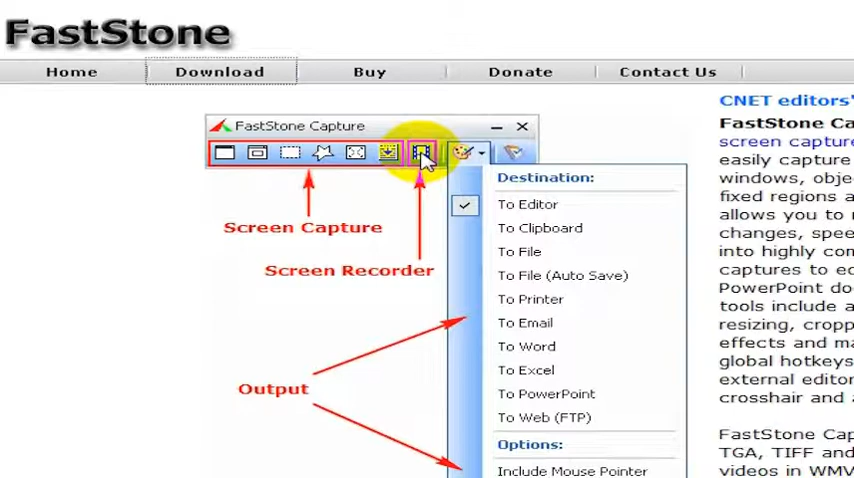 FastStone
Home
Download
Buy
Donate
Contact Us
FastStone Capture
Screen Capture
Screen Recorder
Output
Destination:
To Editor
To Clipboard
To File
To File (Auto Save)
To Printer
To Email
To Word
To Excel
To PowerPoint
To Web (FTP)
Options:
Include Mouse Pointer
CNET editors'
FastStone Ca
screen capture
easily capture
windows, obje
fixed regions a
allows you to
changes, spee
into highly com
captures to ed
PowerPoint do
tools include a
resizing, cropp
effects and ma
global hotkeys
external editor
crosshair and a
FastStone Cap
TGA, TIFF and
videos in WMV